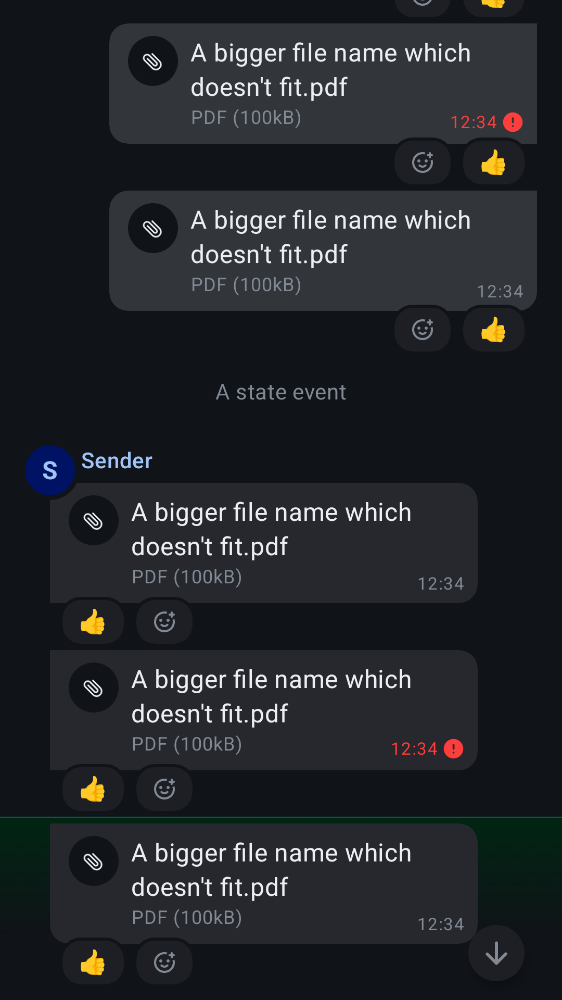 A bigger file name which
doesn't fit.pdf
PDF (100kB)
12:34
A bigger file name which
doesn't fit.pdf
PDF (100kB)
12:34
A state event
S
Sender
A bigger file name which
doesn't fit.pdf
PDF (100kB)
12:34
A bigger file name which
doesn't fit.pdf
PDF (100kB)
12:34
A bigger file name which
doesn't fit.pdf
PDF (100kB)
12:34